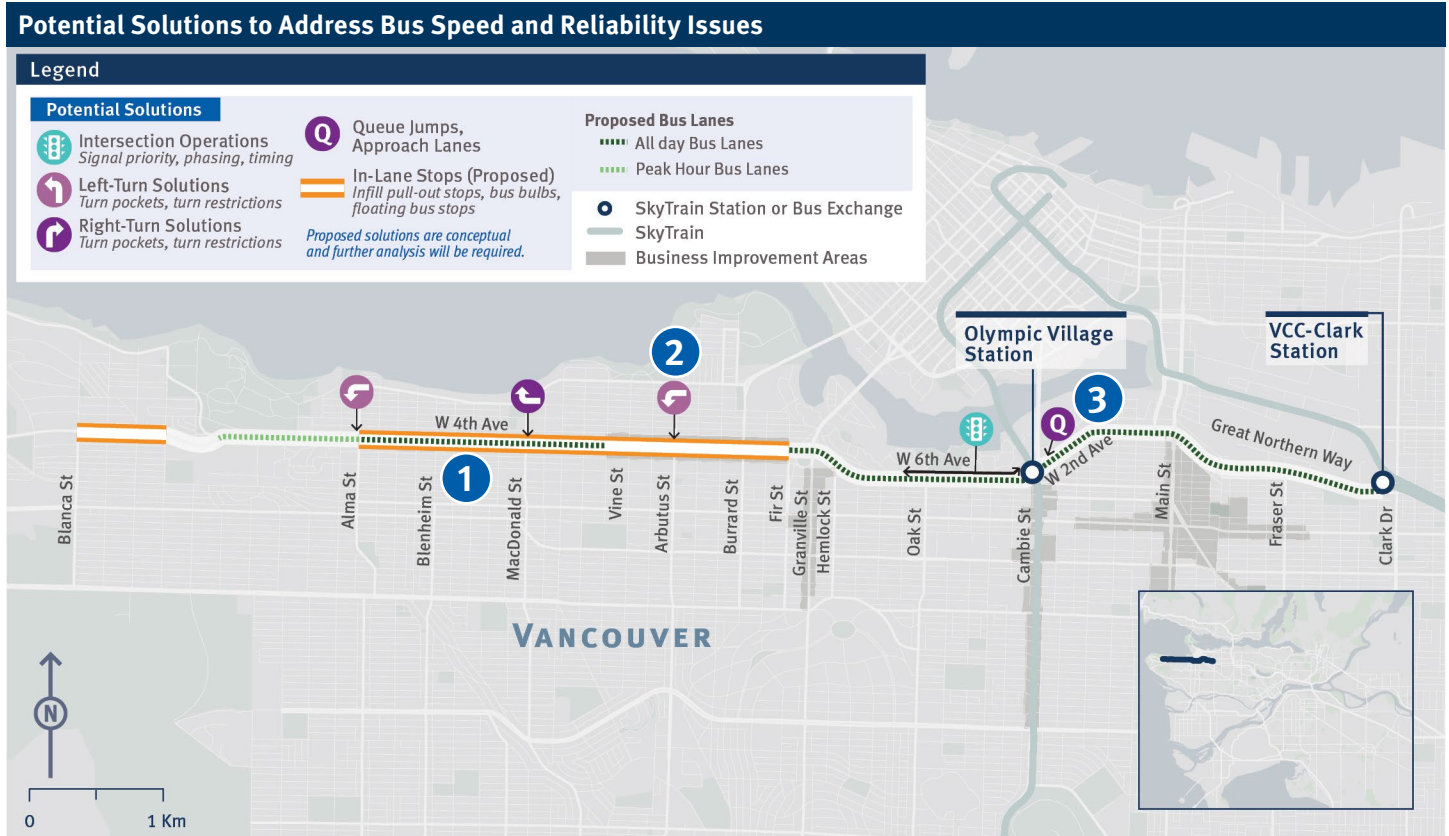 Potential Solutions to Address Bus Speed and Reliability Issues
Legend
Potential Solutions
Intersection Operations
Signal priority, phasing, timing
Left-Turn Solutions
Turn pockets, turn restrictions
Right-Turn Solutions
Turn pockets, turn restrictions
Q
Queue Jumps,
Approach Lanes
In-Lane Stops (Proposed)
Infill pull-out stops, bus bulbs,
floating bus stops
Proposed solutions are conceptual
and further analysis will be required.
Proposed Bus Lanes
All day Bus Lanes
Peak Hour Bus Lanes
SkyTrain Station or Bus Exchange
SkyTrain
Business Improvement Areas
Olympic Village
Station
VCC-Clark
Station
2
3
Q
W 4th Ave
1
W 6th Ave
W 2nd Ave
Great Northern Way
Blanca St
Alma St
Blenheim St
MacDonald St
Vine St
Arbutus St
Burrard St
Fir St
Granville St
Hemlock St
Oak St
Cambie St
Main St
Fraser St
Clark Dr
VANCOUVER
N
0
1 Km